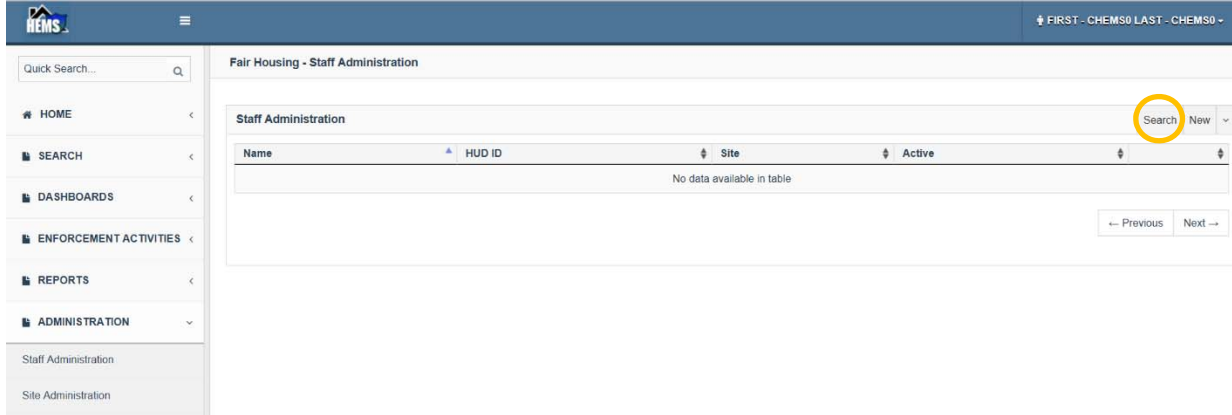 HEMS
FIRST - CHEMS0 LAST - CHEMS0
Quick Search...
Fair Housing - Staff Administration
HOME
SEARCH
DASHBOARDS
ENFORCEMENT ACTIVITIES
REPORTS
ADMINISTRATION
Staff Administration
Site Administration
Staff Administration
Search New
Name HUD ID Site Active
No data available in table
← Previous Next →